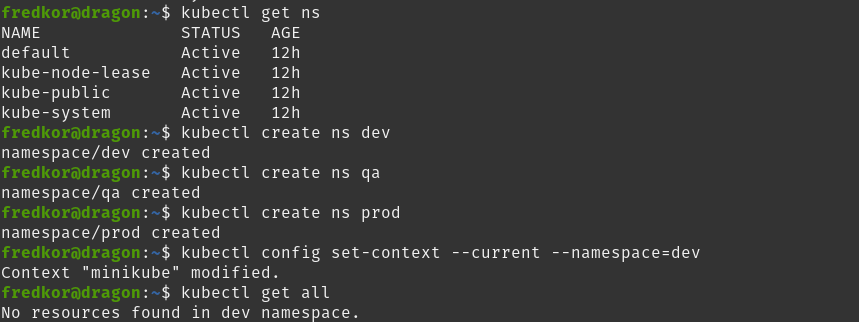 fredkor@dragon:~$ kubectl get ns
NAME              STATUS   AGE
default           Active   12h
kube-node-lease   Active   12h
kube-public       Active   12h
kube-system       Active   12h
fredkor@dragon:~$ kubectl create ns dev
namespace/dev created
fredkor@dragon:~$ kubectl create ns qa
namespace/qa created
fredkor@dragon:~$ kubectl create ns prod
namespace/prod created
fredkor@dragon:~$ kubectl config set-context --current --namespace=dev
Context "minikube" modified.
fredkor@dragon:~$ kubectl get all
No resources found in dev namespace.